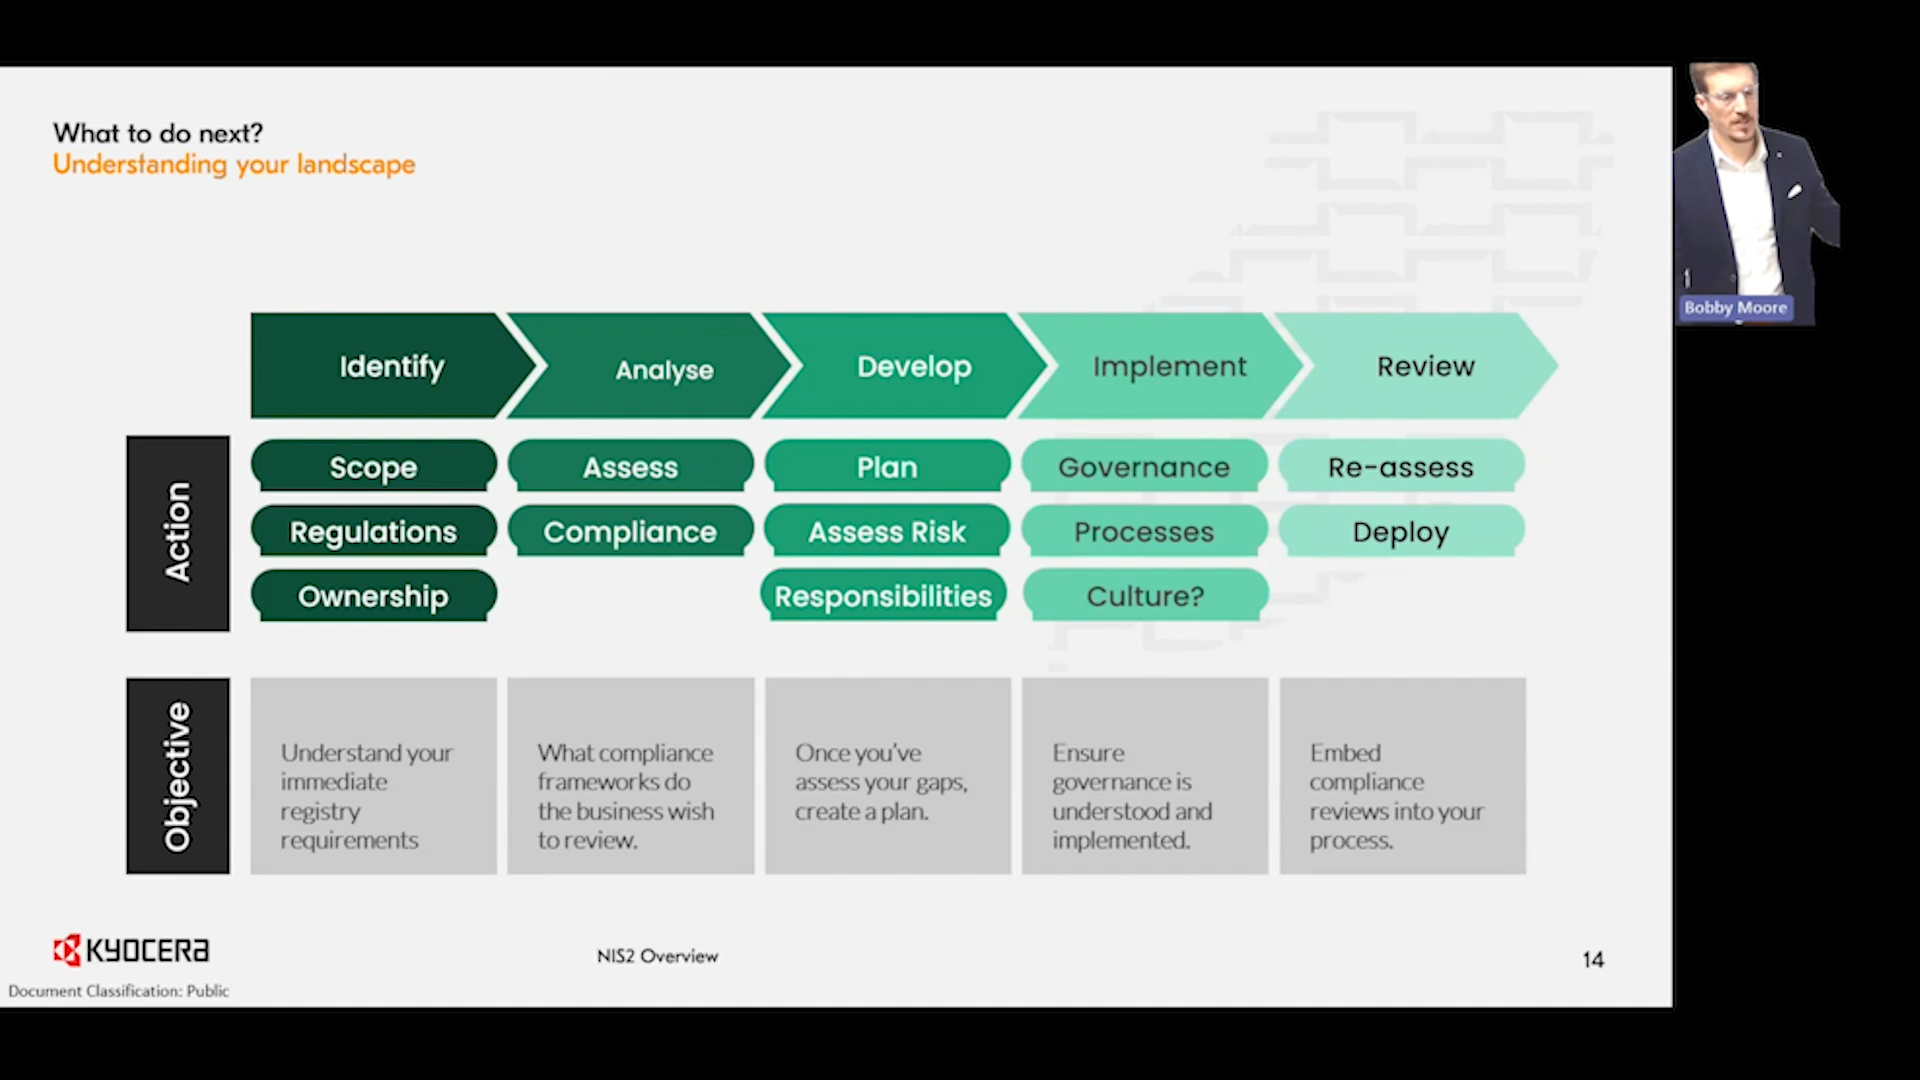 What to do next?
Understanding your landscape
Bobby Moore
Identify
Analyse
Develop
Implement
Review
Action
Scope
Assess
Plan
Governance
Re-assess
Regulations
Compliance
Assess Risk
Processes
Deploy
Ownership
Responsibilities
Culture?
Objective
Understand your
immediate
registry
requirements
What compliance
frameworks do
the business wish
to review.
Once you've
assess your gaps,
create a plan.
Ensure
governance is
understood and
implemented.
Embed
compliance
reviews into your
process.
KYOCERA
NIS2 Overview
14
Document Classification: Public